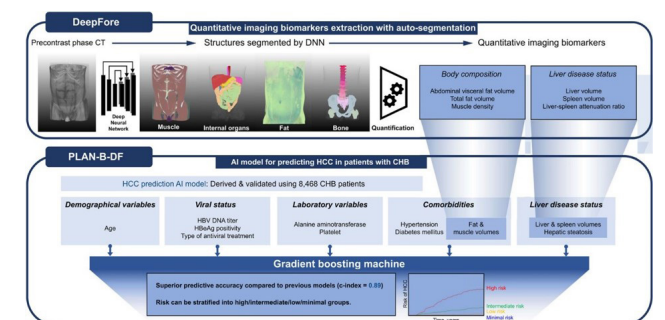 DeepFore
Quantitative imaging biomarkers extraction with auto-segmentation
Precontrast phase CT
Structures segmented by DNN
Quantitative imaging biomarkers
Deep
Neural
Network
Muscle
Internal organs
Fat
Bone
Quantification
Body composition
Abdominal visceral fat volume
Total fat volume
Muscle density
Liver disease status
Liver volume
Spleen volume
Liver-spleen attenuation ratio
PLAN-B-DF
AI model for predicting HCC in patients with CHB
HCC prediction AI model: Derived & validated using 8,468 CHB patients
Demographical variables
Age
Viral status
HBV DNA titer
HBeAg positivity
Type of antiviral treatment
Laboratory variables
Alanine aminotransferase
Platelet
Comorbidities
Hypertension
Diabetes mellitus
Fat &
muscle volumes
Liver disease status
Liver & spleen volumes
Hepatic steatosis
Gradient boosting machine
Superior predictive accuracy compared to previous models (c-index = 0.89)
Risk can be stratified into high/intermediate/low/minimal groups.
Risk of HCC
High risk
Intermediate risk
Low risk
Minimal risk
Time, years